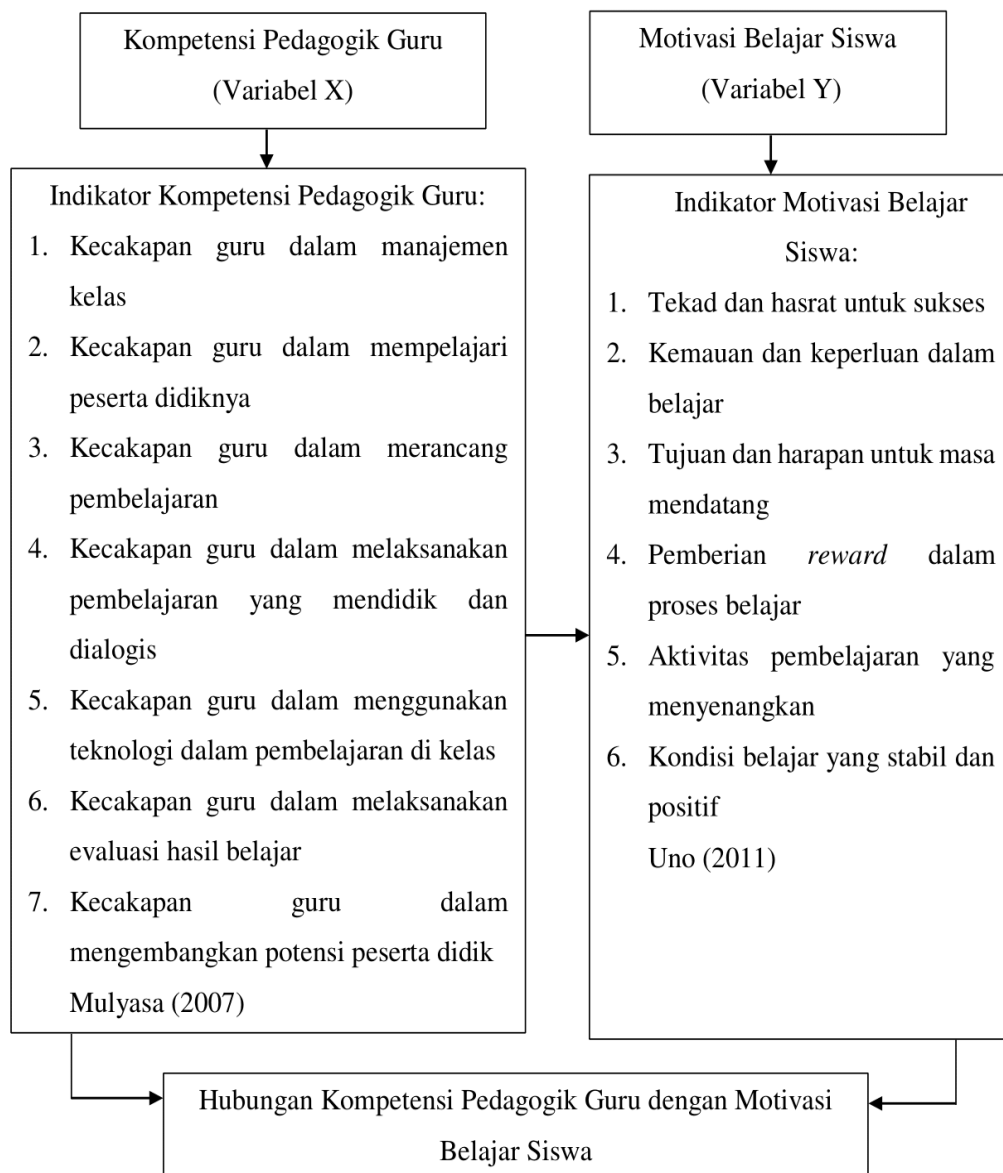 Kompetensi Pedagogik Guru
(Variabel X)
Motivasi Belajar Siswa
(Variabel Y)
Indikator Kompetensi Pedagogik Guru:
1. Kecakapan guru dalam manajemen
kelas
2. Kecakapan guru dalam mempelajari
peserta didiknya
3. Kecakapan guru dalam merancang
pembelajaran
4. Kecakapan guru dalam melaksanakan
pembelajaran yang mendidik dan
dialogis
5. Kecakapan guru dalam menggunakan
teknologi dalam pembelajaran di kelas
6. Kecakapan guru dalam melaksanakan
evaluasi hasil belajar
7. Kecakapan guru dalam
mengembangkan potensi peserta didik
Mulyasa (2007)
Indikator Motivasi Belajar
Siswa:
1. Tekad dan hasrat untuk sukses
2. Kemauan dan keperluan dalam
belajar
3. Tujuan dan harapan untuk masa
mendatang
4. Pemberian reward dalam
proses belajar
5. Aktivitas pembelajaran yang
menyenangkan
6. Kondisi belajar yang stabil dan
positif
Uno (2011)
Hubungan Kompetensi Pedagogik Guru dengan Motivasi
Belajar Siswa